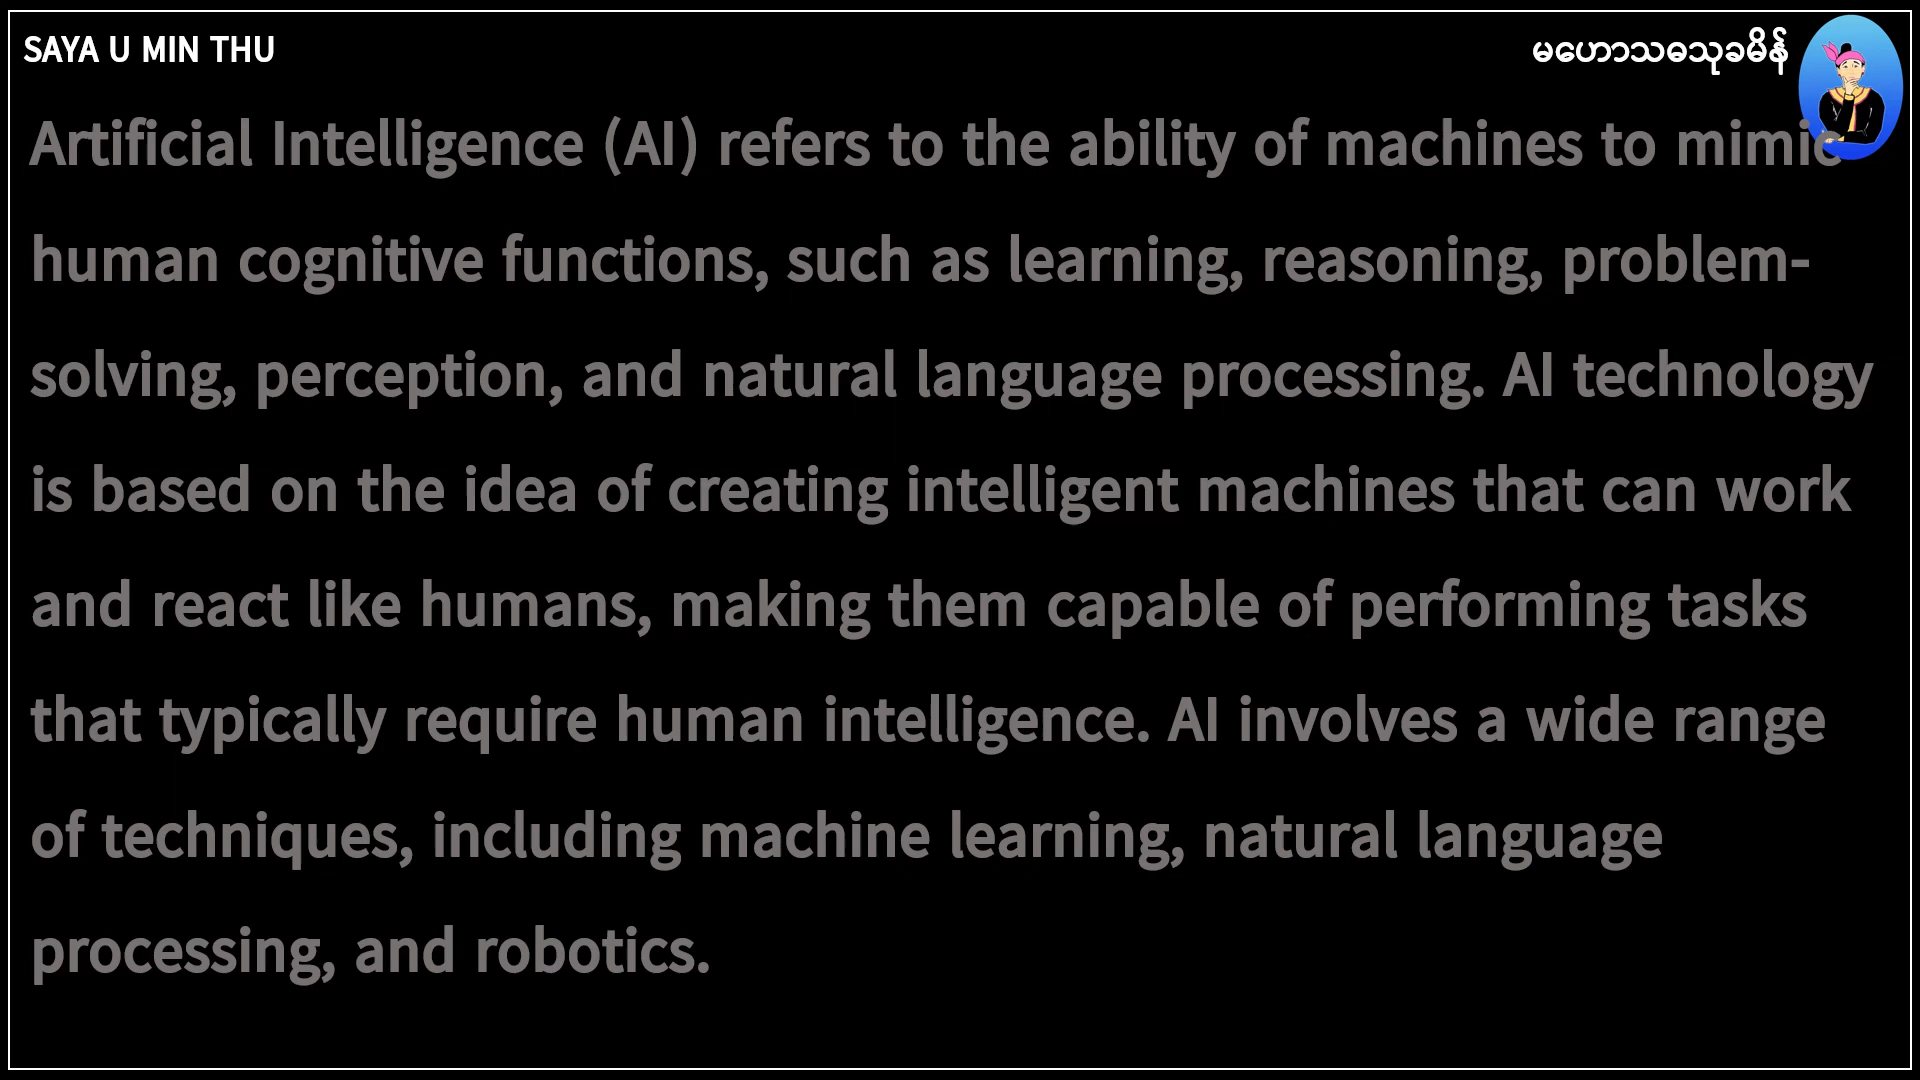 SAYA U MIN THU
မဟောသဓသုခမိန်
Artificial Intelligence (AI) refers to the ability of machines to mimic
human cognitive functions, such as learning, reasoning, problem-
solving, perception, and natural language processing. AI technology
is based on the idea of creating intelligent machines that can work
and react like humans, making them capable of performing tasks
that typically require human intelligence. AI involves a wide range
of techniques, including machine learning, natural language
processing, and robotics.